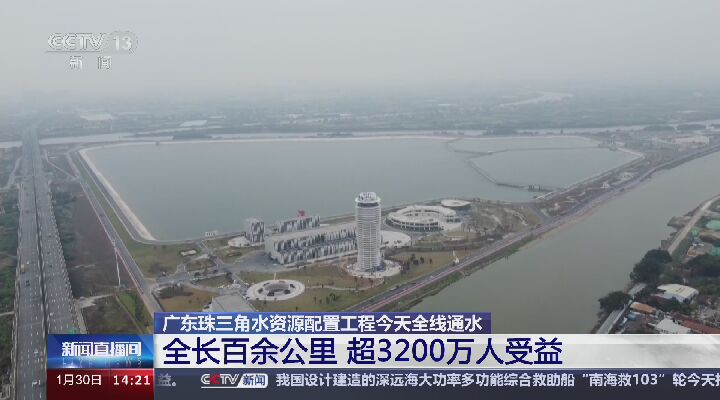 CCTV 13
新闻
广东珠三角水资源配置工程今天全线通水
新闻直播间
全长百余公里 超3200万人受益
1月30日 14:21 益。 CCTV新闻 我国设计建造的深远海大功率多功能综合救助船“南海救103”轮今天